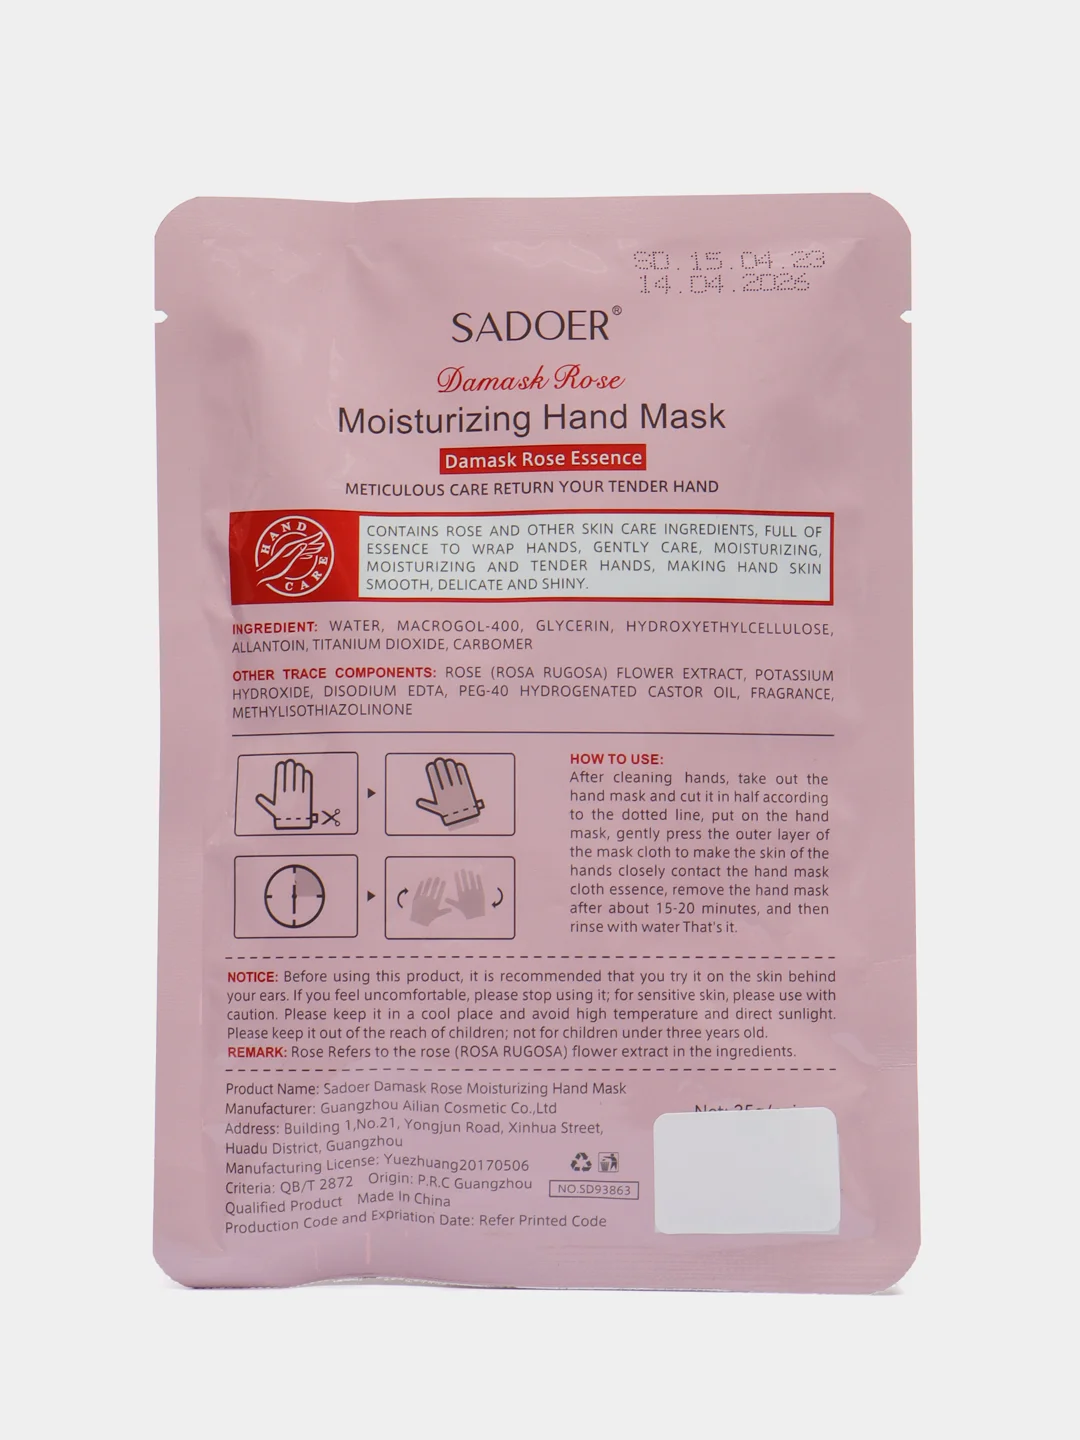 SD.15.04.23
14.04.2026
SADOER®
Damask Rose
Moisturizing Hand Mask
Damask Rose Essence
METICULOUS CARE RETURN YOUR TENDER HAND
HAND
CARE
CONTAINS ROSE AND OTHER SKIN CARE INGREDIENTS, FULL OF
ESSENCE TO WRAP HANDS, GENTLY CARE, MOISTURIZING,
MOISTURIZING AND TENDER HANDS, MAKING HAND SKIN
SMOOTH, DELICATE AND SHINY.
INGREDIENT: WATER, MACROGOL-400, GLYCERIN, HYDROXYETHYLCELLULOSE,
ALLANTOIN, TITANIUM DIOXIDE, CARBOMER
OTHER TRACE COMPONENTS: ROSE (ROSA RUGOSA) FLOWER EXTRACT, POTASSIUM
HYDROXIDE, DISODIUM EDTA, PEG-40 HYDROGENATED CASTOR OIL, FRAGRANCE,
METHYLISOTHIAZOLINONE
HOW TO USE:
After cleaning hands, take out the
hand mask and cut it in half according
to the dotted line, put on the hand
mask, gently press the outer layer of
the mask cloth to make the skin of the
hands closely contact the hand mask
cloth essence, remove the hand mask
after about 15-20 minutes, and then
rinse with water That's it.
NOTICE: Before using this product, it is recommended that you try it on the skin behind
your ears. If you feel uncomfortable, please stop using it; for sensitive skin, please use with
caution. Please keep it in a cool place and avoid high temperature and direct sunlight.
Please keep it out of the reach of children; not for children under three years old.
REMARK: Rose Refers to the rose (ROSA RUGOSA) flower extract in the ingredients.
Product Name: Sadoer Damask Rose Moisturizing Hand Mask
Manufacturer: Guangzhou Ailian Cosmetic Co.,Ltd
Address: Building 1,No.21, Yongjun Road, Xinhua Street,
Huadu District, Guangzhou
Manufacturing License: Yuezhuang20170506
Criteria: QB/T 2872 Origin: P.R.C Guangzhou
Qualified Product Made In China
Production Code and Expriation Date: Refer Printed Code
NO.SD93863